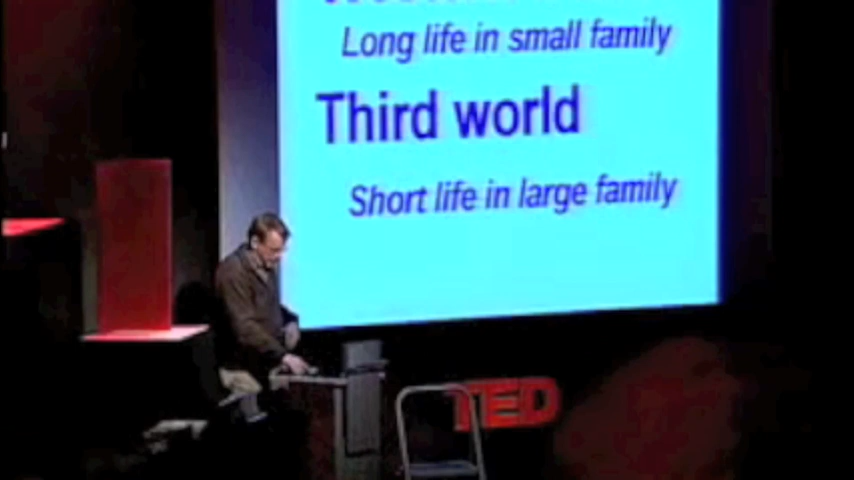 Long life in small family
Third world
Short life in large family
TED